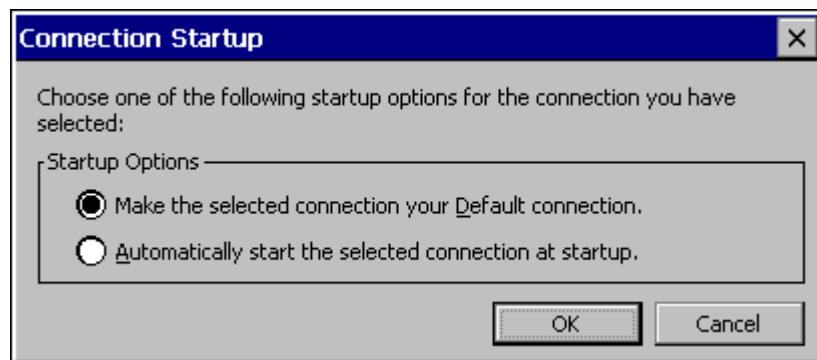 Connection Startup
Choose one of the following startup options for the connection you have
selected:
Startup Options
Make the selected connection your Default connection.
Automatically start the selected connection at startup.
OK Cancel